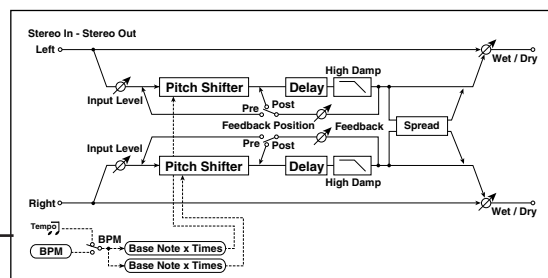 Stereo In - Stereo Out
Left
Wet / Dry
High Damp
Pitch Shifter
Delay
Input Level
Post
Pre
Feedback Position
Feedback
Spread
Pre
Post
Input Level
Pitch Shifter
Delay
High Damp
Right
Wet / Dry
Tempo
BPM
BPM
Base Note x Times
Base Note x Times